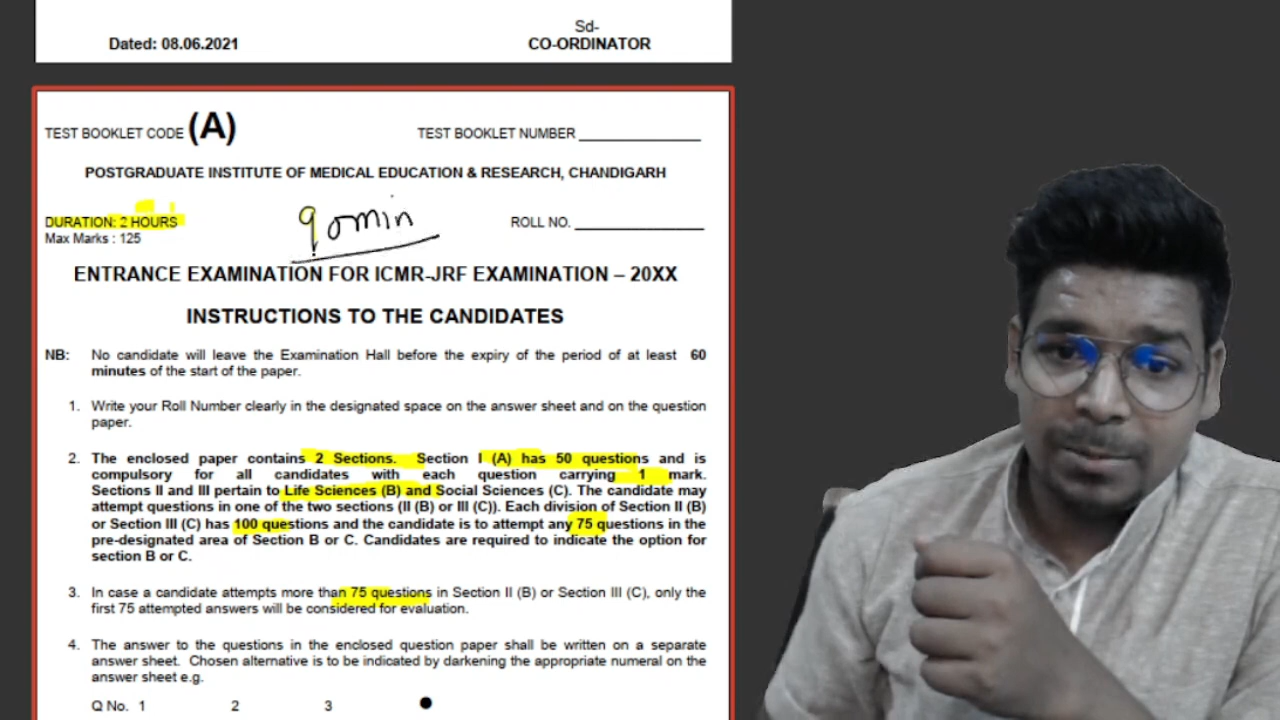 Sd-
Dated: 08.06.2021 CO-ORDINATOR
TEST BOOKLET CODE (A) TEST BOOKLET NUMBER
POSTGRADUATE INSTITUTE OF MEDICAL EDUCATION & RESEARCH, CHANDIGARH
DURATION: 2 HOURS 90min ROLL NO.
Max Marks : 125
ENTRANCE EXAMINATION FOR ICMR-JRF EXAMINATION – 20XX
INSTRUCTIONS TO THE CANDIDATES
NB: No candidate will leave the Examination Hall before the expiry of the period of at least 60
minutes of the start of the paper.
1. Write your Roll Number clearly in the designated space on the answer sheet and on the question
paper.
2. The enclosed paper contains 2 Sections. Section I (A) has 50 questions and is
compulsory for all candidates with each question carrying 1 mark.
Sections II and III pertain to Life Sciences (B) and Social Sciences (C). The candidate may
attempt questions in one of the two sections (II (B) or III (C)). Each division of Section II (B)
or Section III (C) has 100 questions and the candidate is to attempt any 75 questions in the
pre-designated area of Section B or C. Candidates are required to indicate the option for
section B or C.
3. In case a candidate attempts more than 75 questions in Section II (B) or Section III (C), only the
first 75 attempted answers will be considered for evaluation.
4. The answer to the questions in the enclosed question paper shall be written on a separate
answer sheet. Chosen alternative is to be indicated by darkening the appropriate numeral on the
answer sheet e.g.
Q No. 1 2 3